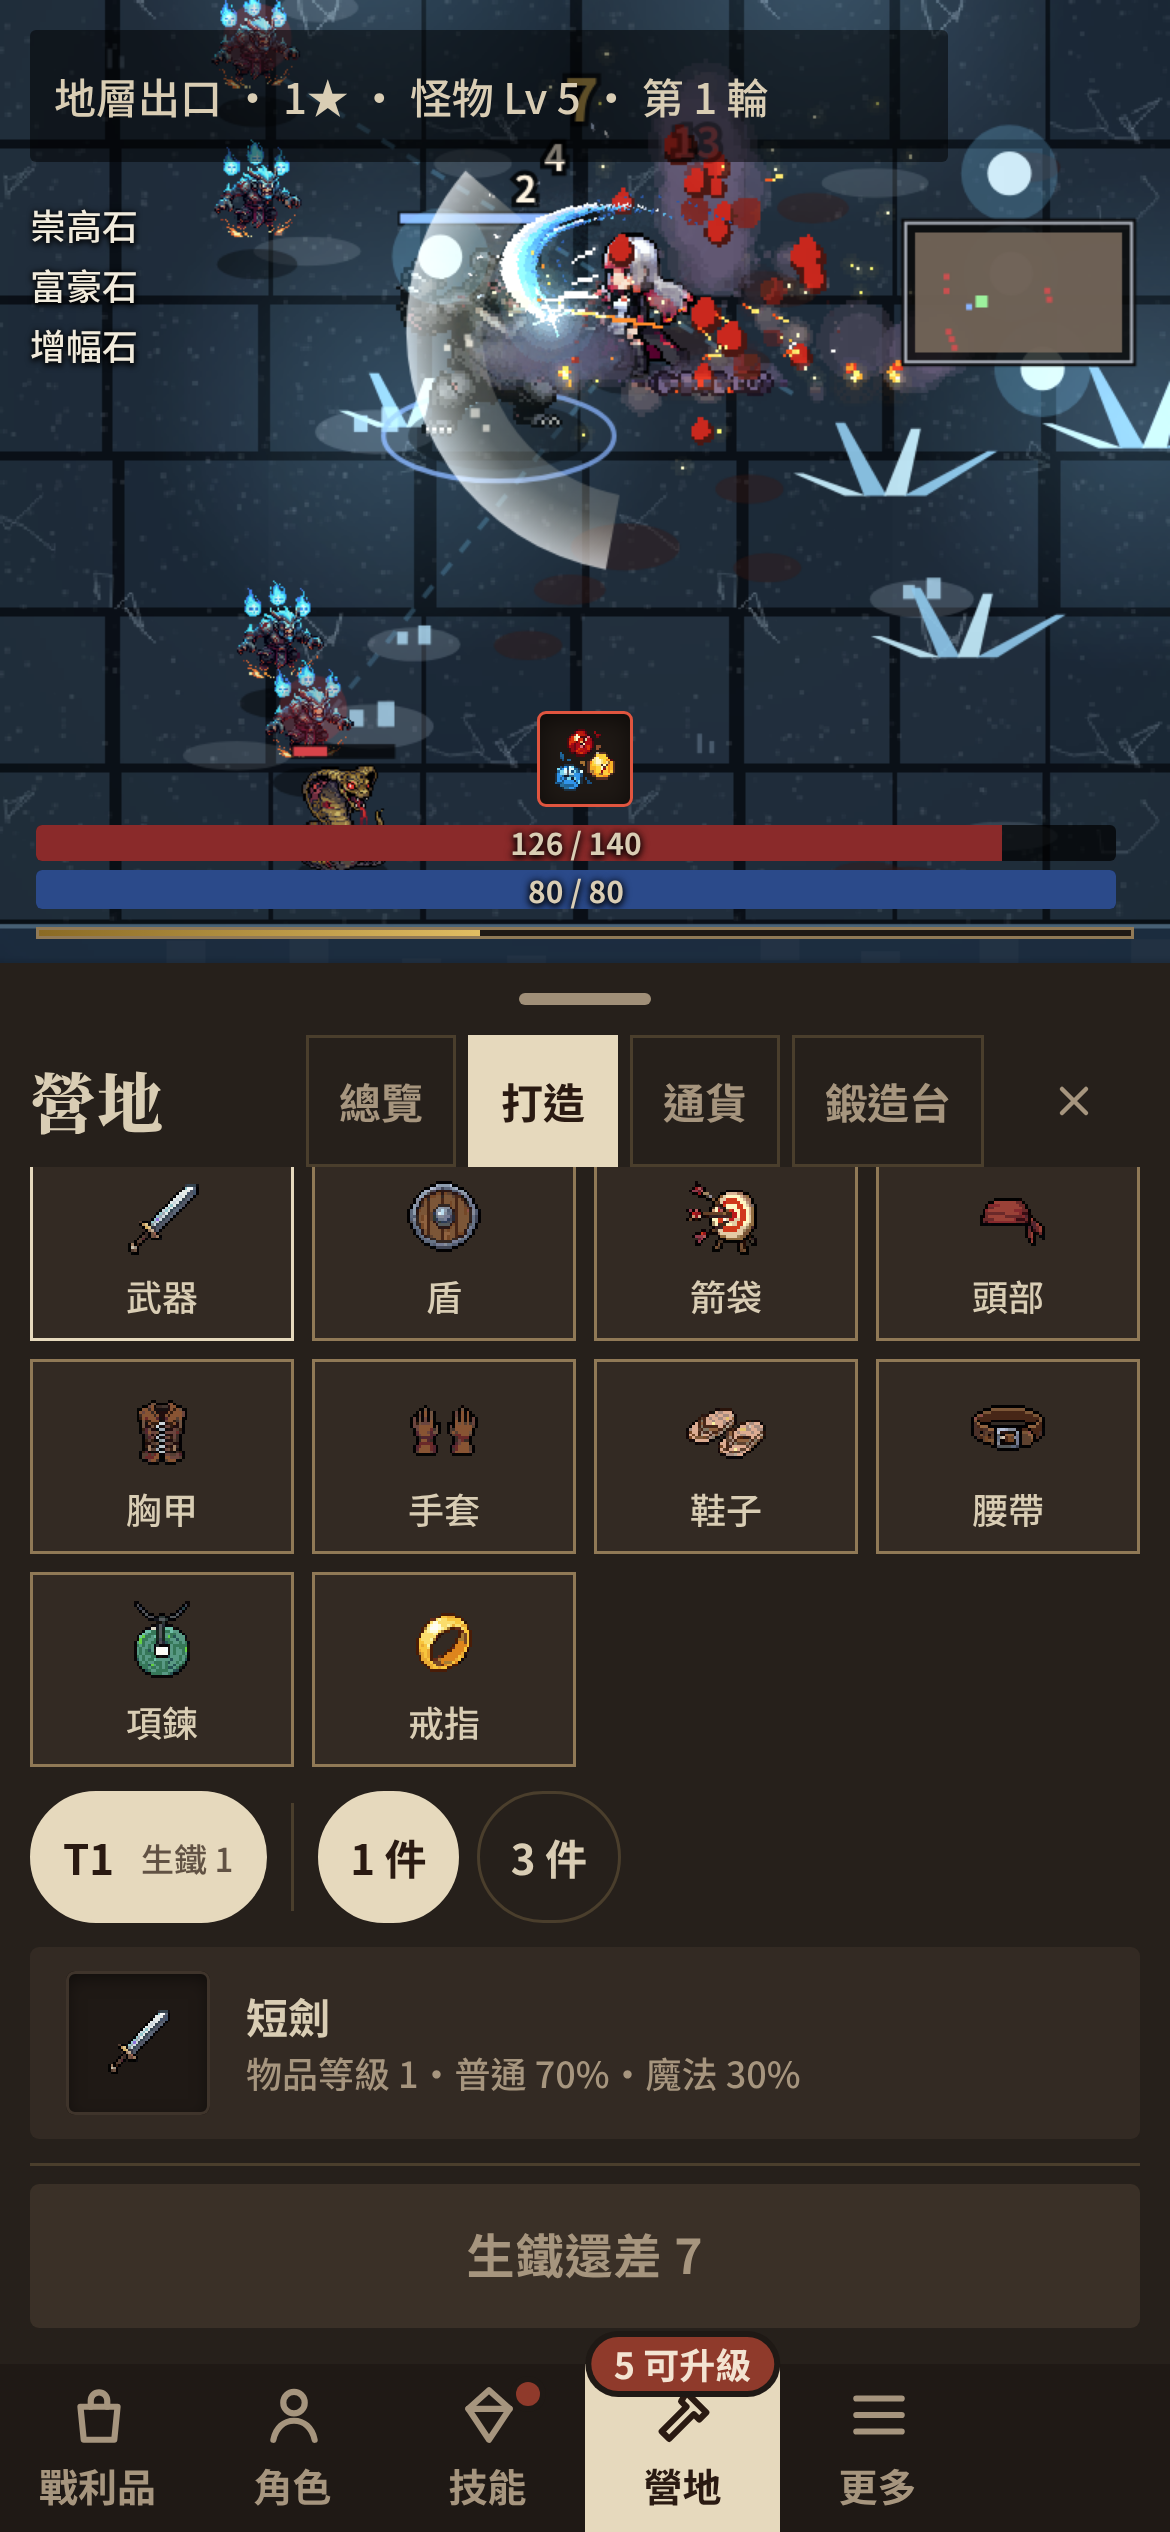 地層出口 · 1★ · 怪物 Lv 5 · 第 1 輪
7
13
4
2
崇高石
富豪石
增幅石
126 / 140
80 / 80
營地
總覽
打造
通貨
鍛造台
×
武器
盾
箭袋
頭部
胸甲
手套
鞋子
腰帶
項鍊
戒指
T1 生鐵 1
1 件
3 件
短劍
物品等級 1 · 普通 70% · 魔法 30%
生鐵還差 7
5 可升級
戰利品
角色
技能
營地
更多